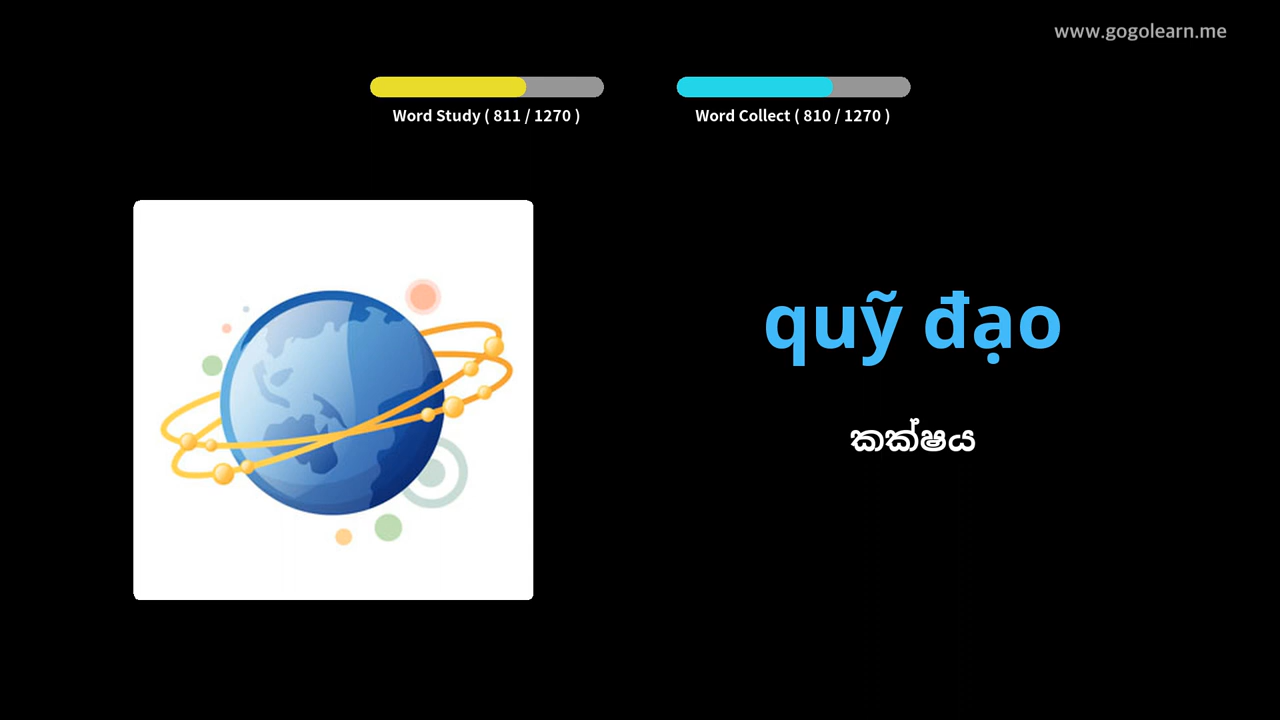 www.gogolearn.me
Word Study ( 811 / 1270 )
Word Collect ( 810 / 1270 )
quỹ đạo
කක්ෂය